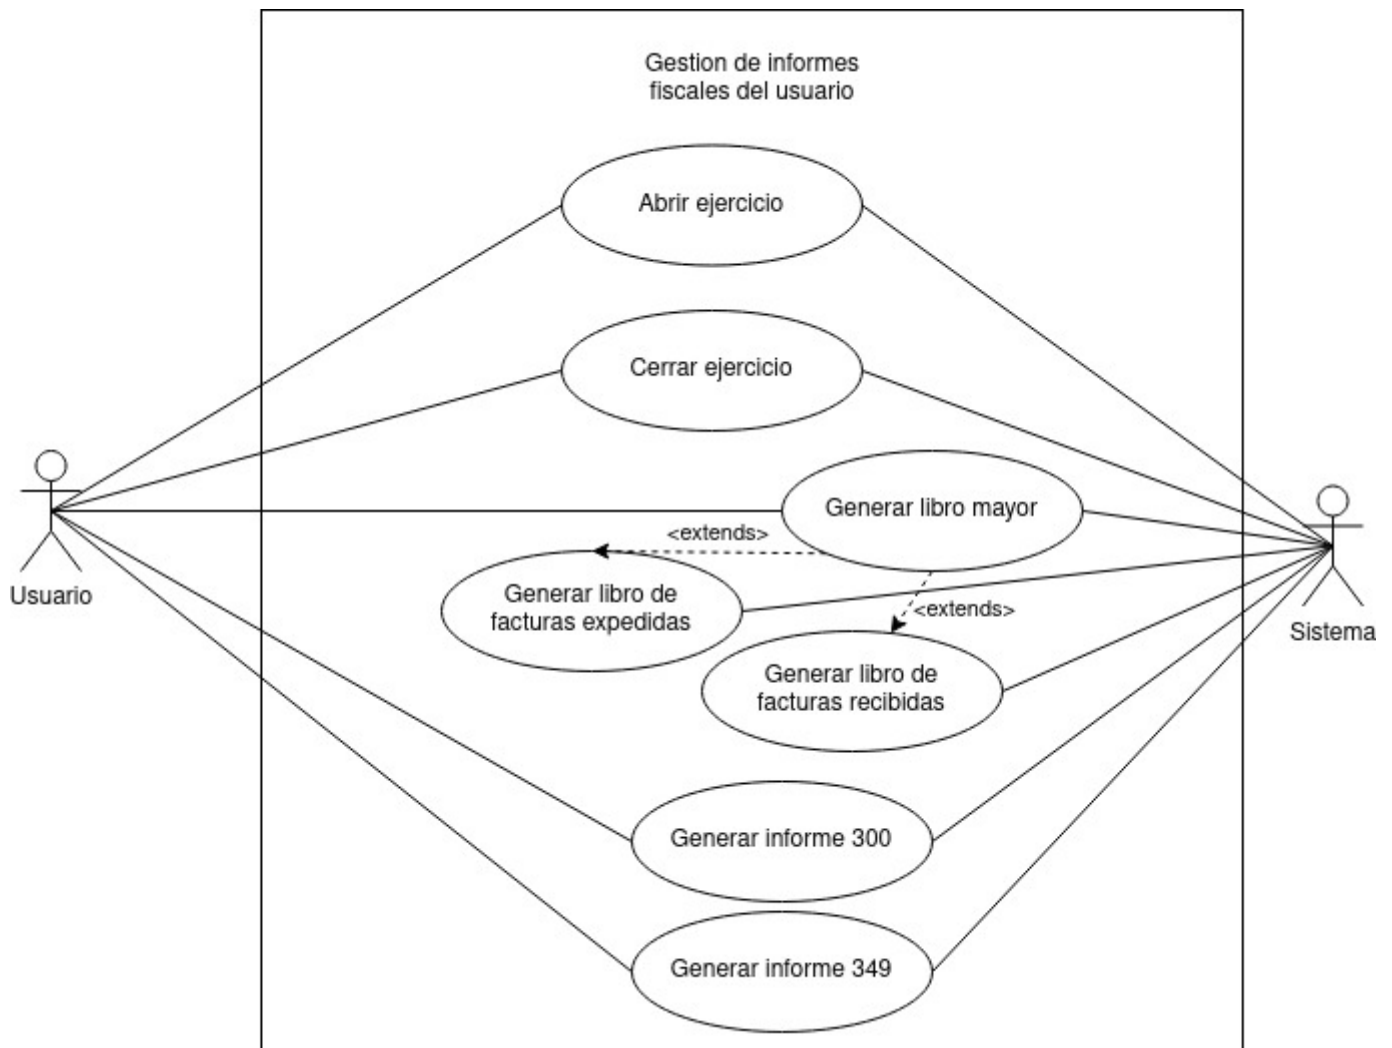 Gestion de informes
fiscales del usuario
Abrir ejercicio
Cerrar ejercicio
Generar libro mayor
<extends>
Generar libro de
facturas expedidas
<extends>
Generar libro de
facturas recibidas
Usuario
Sistema
Generar informe 300
Generar informe 349